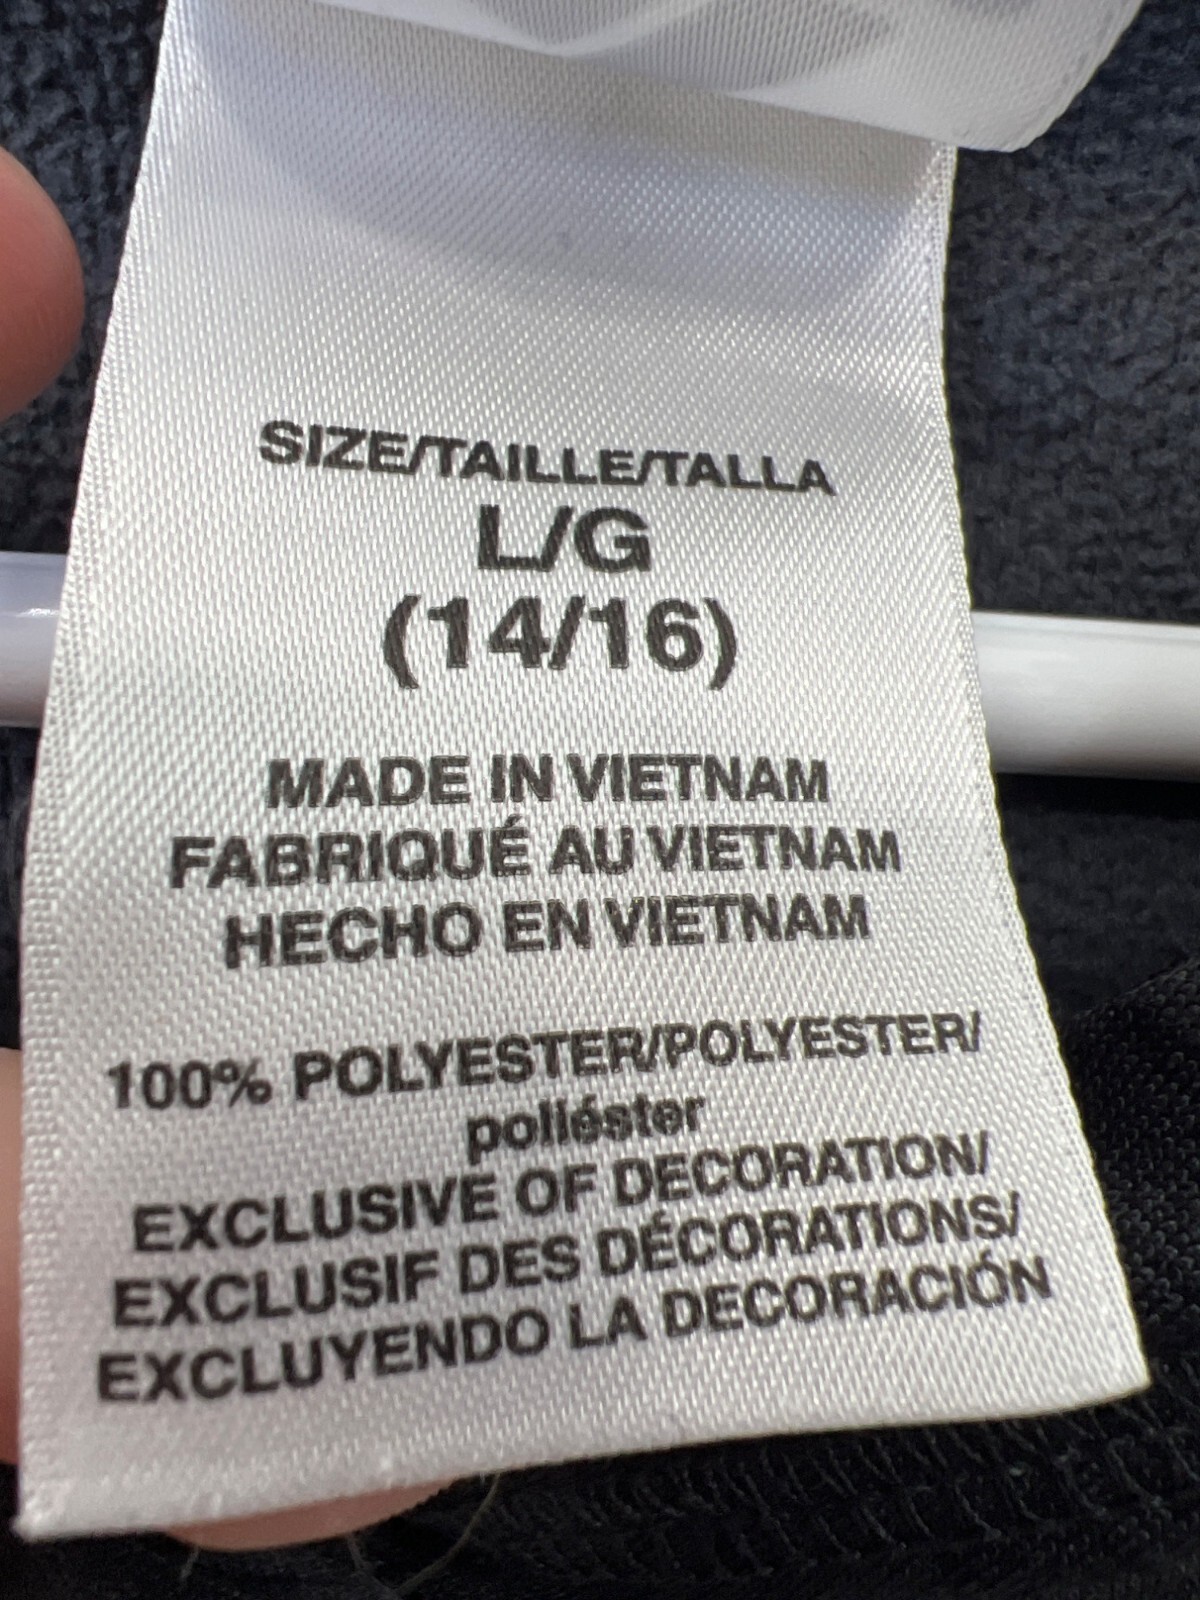 SIZE/TAILLE/TALLA
L/G
(14/16)
MADE IN VIETNAM
FABRIQUÉ AU VIETNAM
HECHO EN VIETNAM
100% POLYESTER/POLYESTER/
poliéster
EXCLUSIVE OF DECORATION/
EXCLUSIF DES DÉCORATIONS/
EXCLUYENDO LA DECORACIÓN